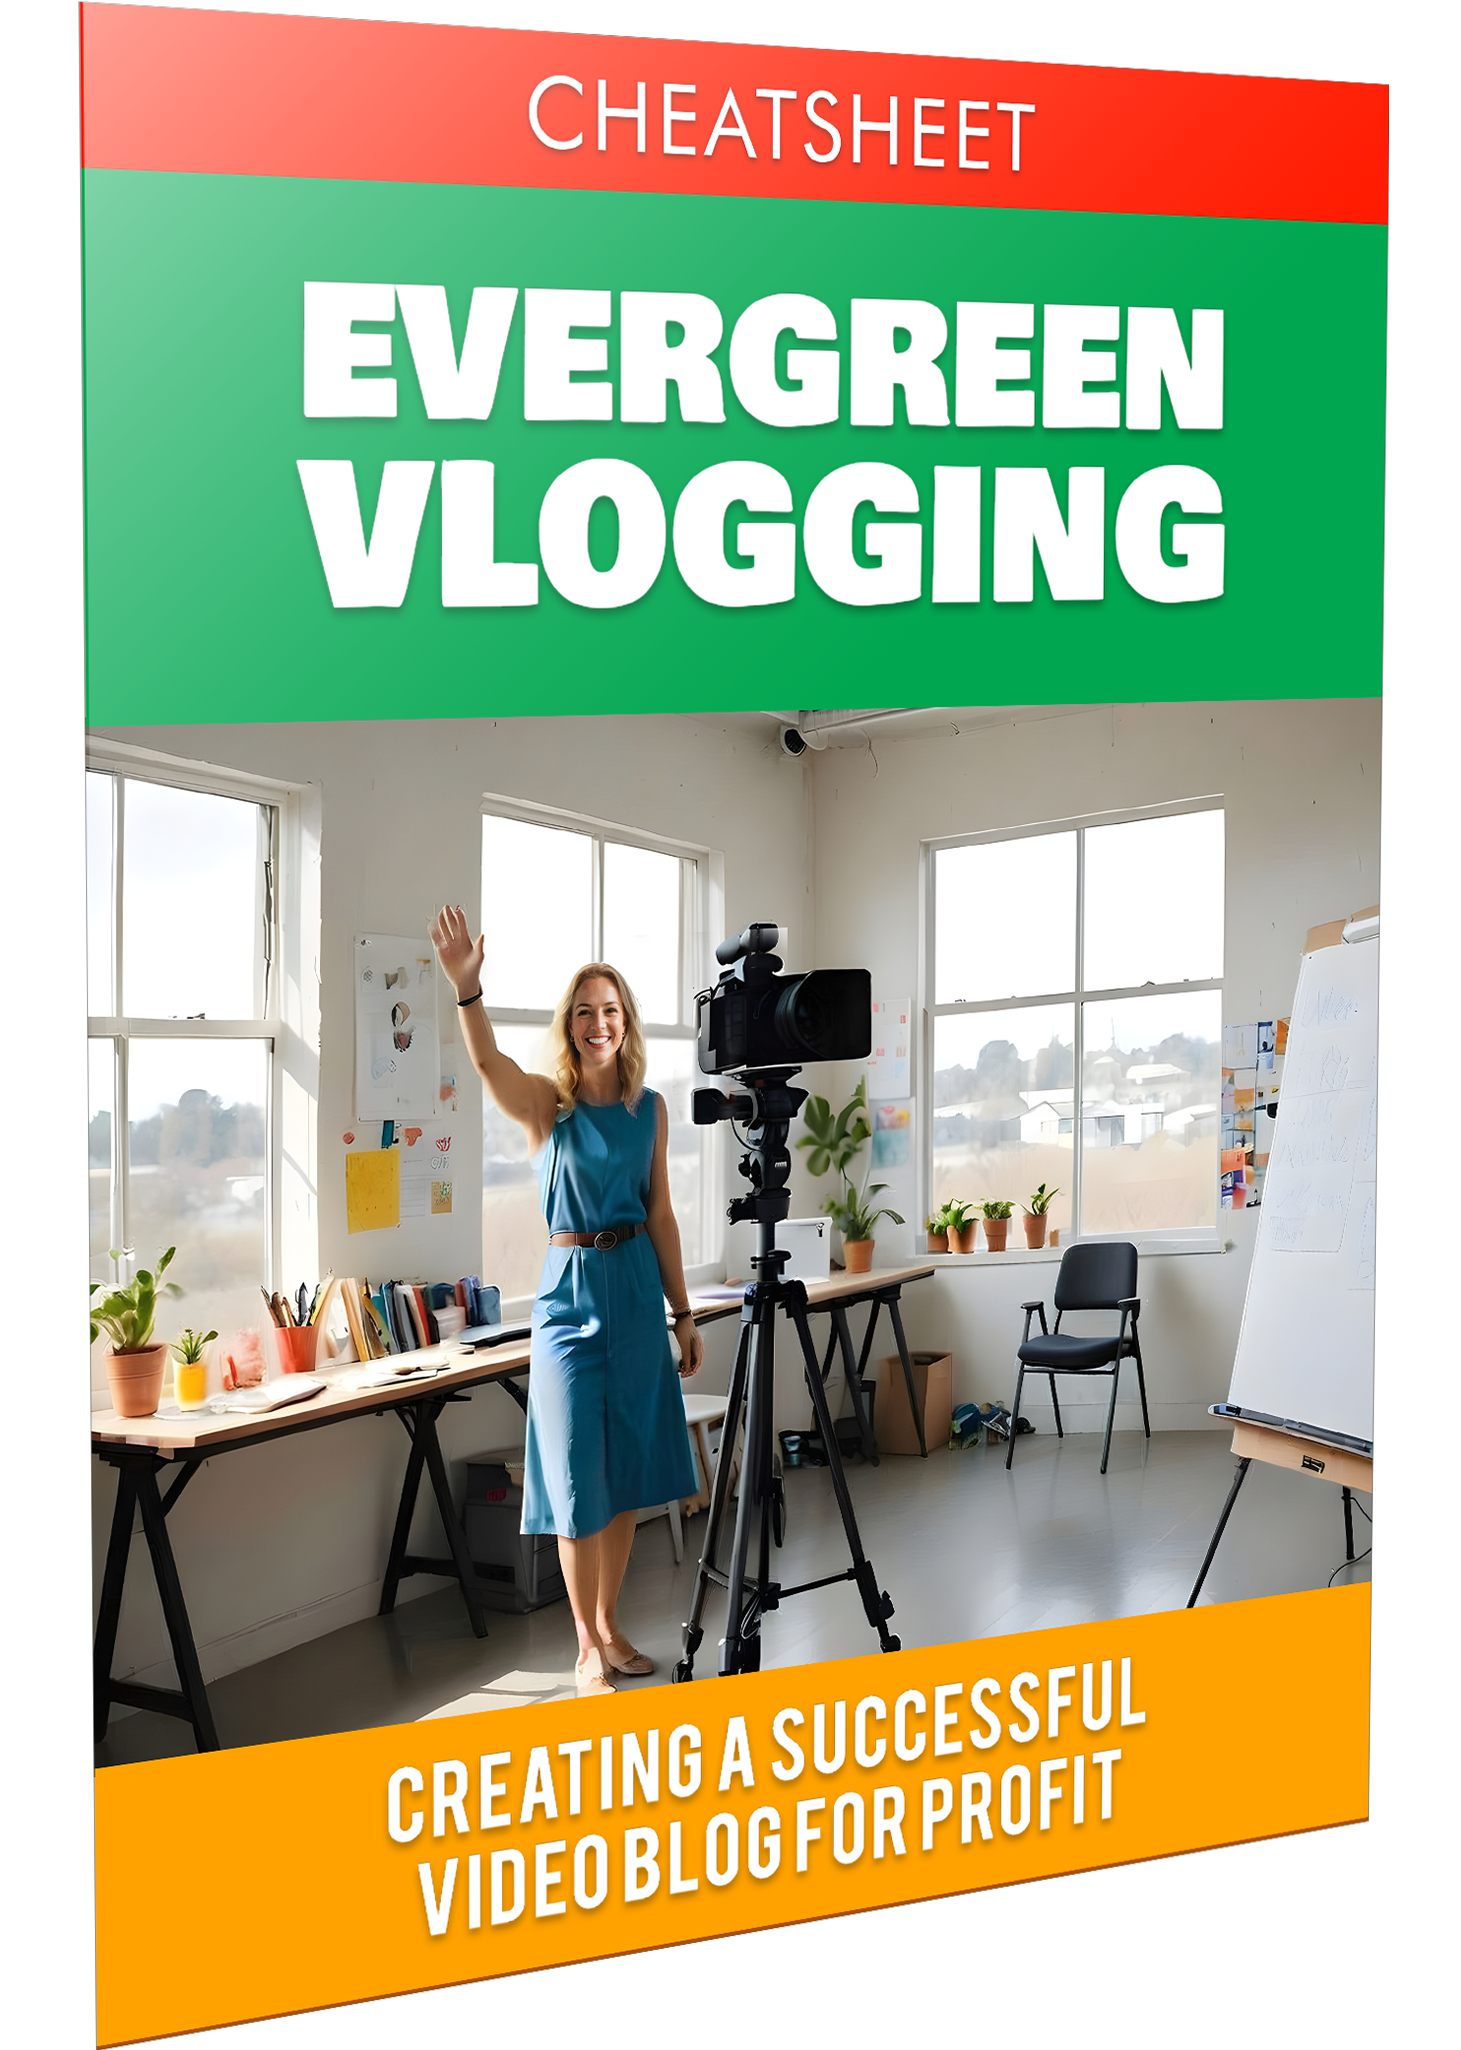 CHEATSHEET
EVERGREEN
VLOGGING
CREATING A SUCCESSFUL
VIDEO BLOG FOR PROFIT